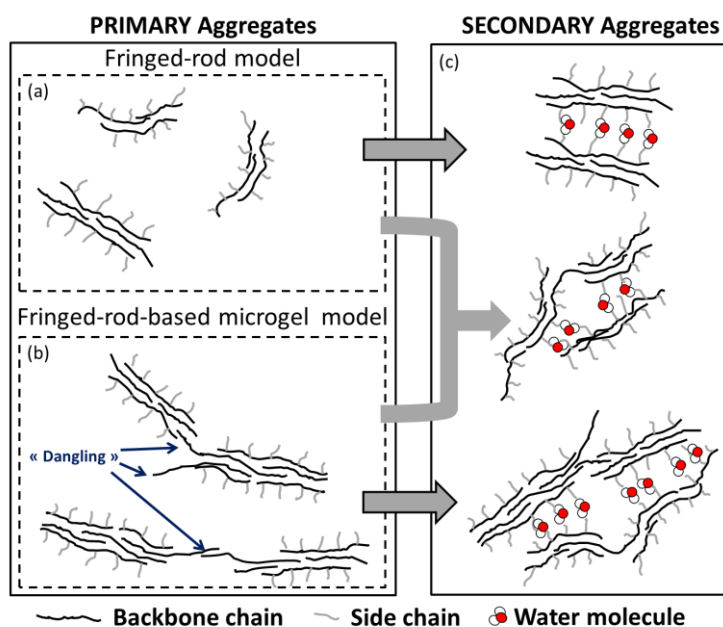 PRIMARY Aggregates
SECONDARY Aggregates
Fringed-rod model
(a)
(c)
Fringed-rod-based microgel model
(b)
« Dangling »
Backbone chain
Side chain
Water molecule